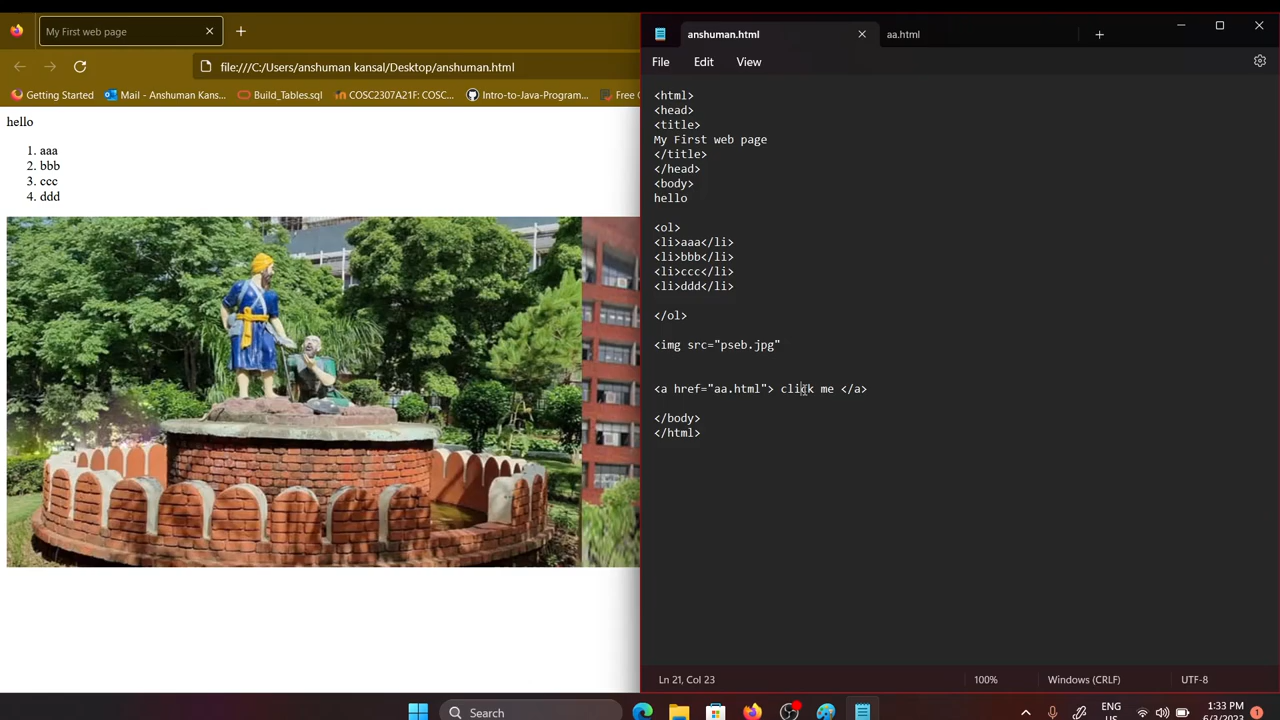 My First web page
file:///C:/Users/anshuman kansal/Desktop/anshuman.html
Getting Started
Mail - Anshuman Kans...
Build_Tables.sql
COSC2307A21F: COSC...
Intro-to-Java-Program...
Free C
hello
1. aaa
2. bbb
3. ccc
4. ddd
anshuman.html
aa.html
File
Edit
View
<html>
<head>
<title>
My First web page
</title>
</head>
<body>
hello
<ol>
<li>aaa</li>
<li>bbb</li>
<li>ccc</li>
<li>ddd</li>
</ol>
<img src="pseb.jpg"
<a href="aa.html"> click me </a>
</body>
</html>
Ln 21, Col 23
100%
Windows (CRLF)
UTF-8
Search
ENG
1:33 PM
6/3/2023
1